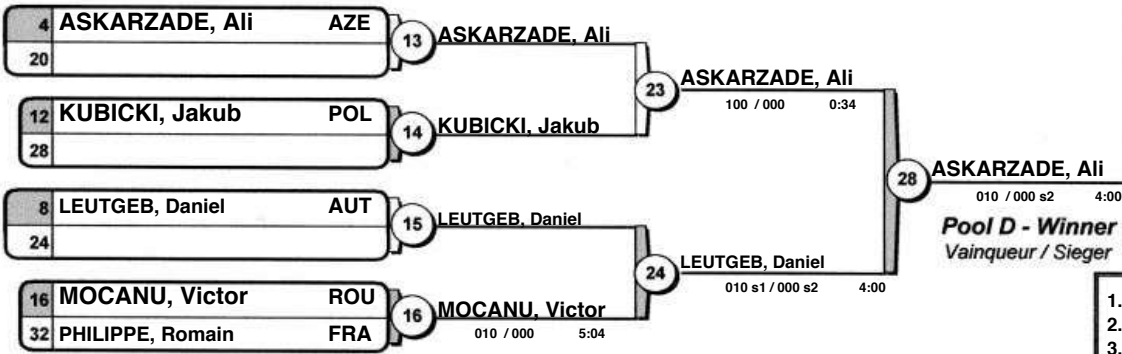 4 ASKARZADE, Ali AZE
20
13 ASKARZADE, Ali
12 KUBICKI, Jakub POL
28
14 KUBICKI, Jakub
23 ASKARZADE, Ali
100 / 000 0:34
8 LEUTGEB, Daniel AUT
24
15 LEUTGEB, Daniel
16 MOCANU, Victor ROU
32 PHILIPPE, Romain FRA
16 MOCANU, Victor
010 / 000 5:04
24 LEUTGEB, Daniel
010 s1 / 000 s2 4:00
28 ASKARZADE, Ali
010 / 000 s2 4:00
Pool D - Winner
Vainqueur / Sieger
1.
2.
3.